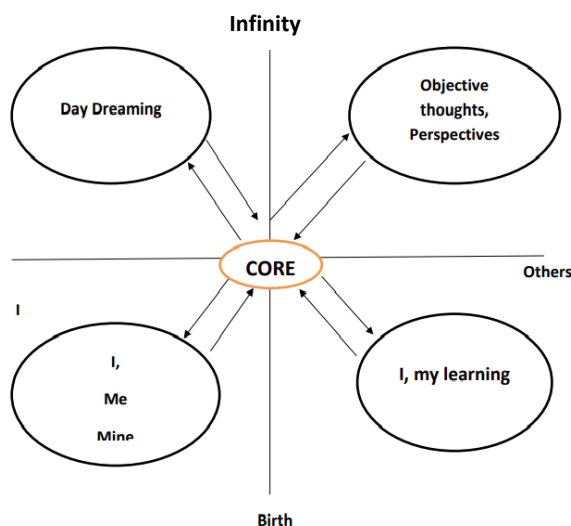 Infinity
Day Dreaming
Objective
thoughts,
Perspectives
CORE
Others
I
I,
Me
Mine
I, my learning
Birth